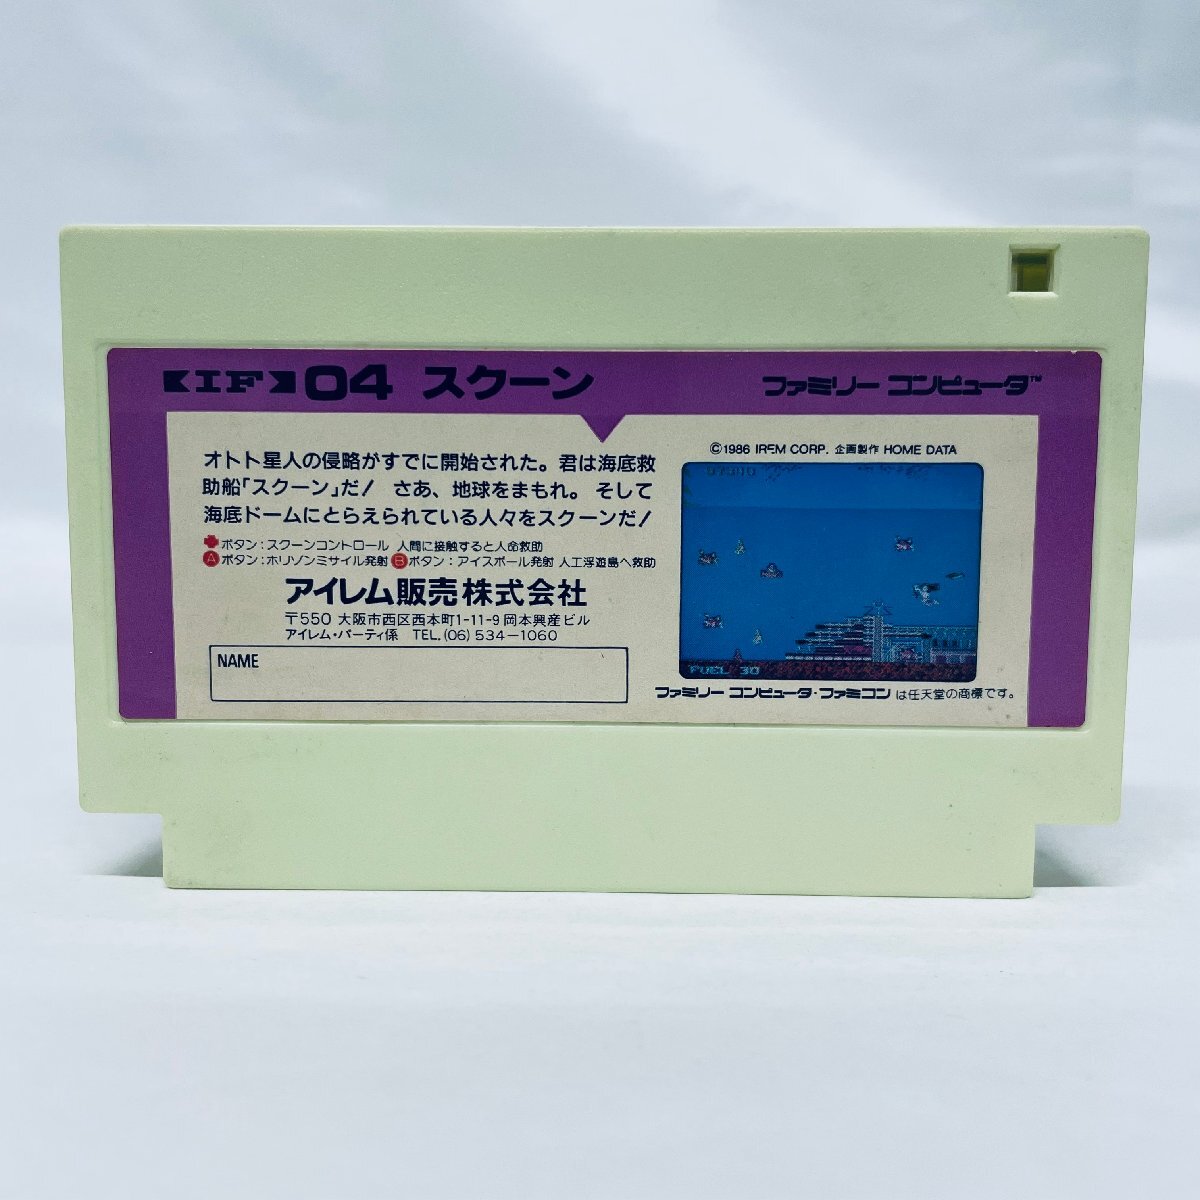 IF 04 スクーン
ファミリー コンピュータ™
オトト星人の侵略がすでに開始された。君は海底救
助船「スクーン」だ! さあ、地球をまもれ。そして
海底ドームにとらえられている人々をスクーンだ!
ボタン:スクーンコントロール 人間に接触すると人命救助
Aボタン:ホリゾンミサイル発射 Bボタン:アイスボール発射 人工浮遊島へ救助
アイレム販売株式会社
〒550 大阪市西区西本町1-11-9 岡本興産ビル
アイレム・パーティ係 TEL.(06)534-1060
NAME
©1986 IREM CORP. 企画製作 HOME DATA
FUEL 30
ファミリー コンピュータ・ファミコン は任天堂の商標です。